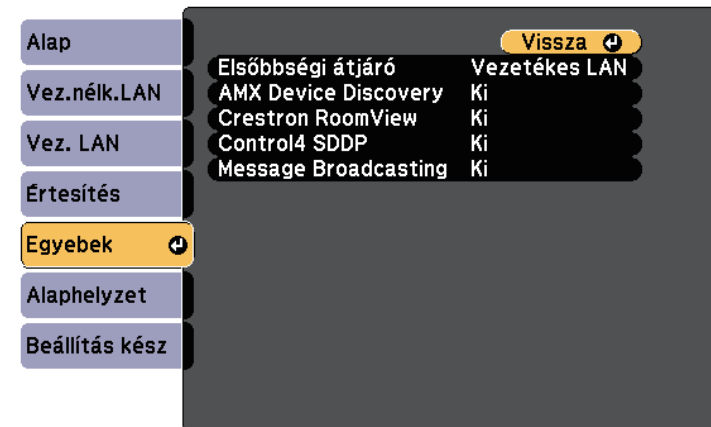 Alap
Vez.nélk.LAN
Vez. LAN
Értesítés
Egyebek
Alaphelyzet
Beállítás kész
Vissza
Elsőbbségi átjáró Vezetékes LAN
AMX Device Discovery Ki
Crestron RoomView Ki
Control4 SDDP Ki
Message Broadcasting Ki